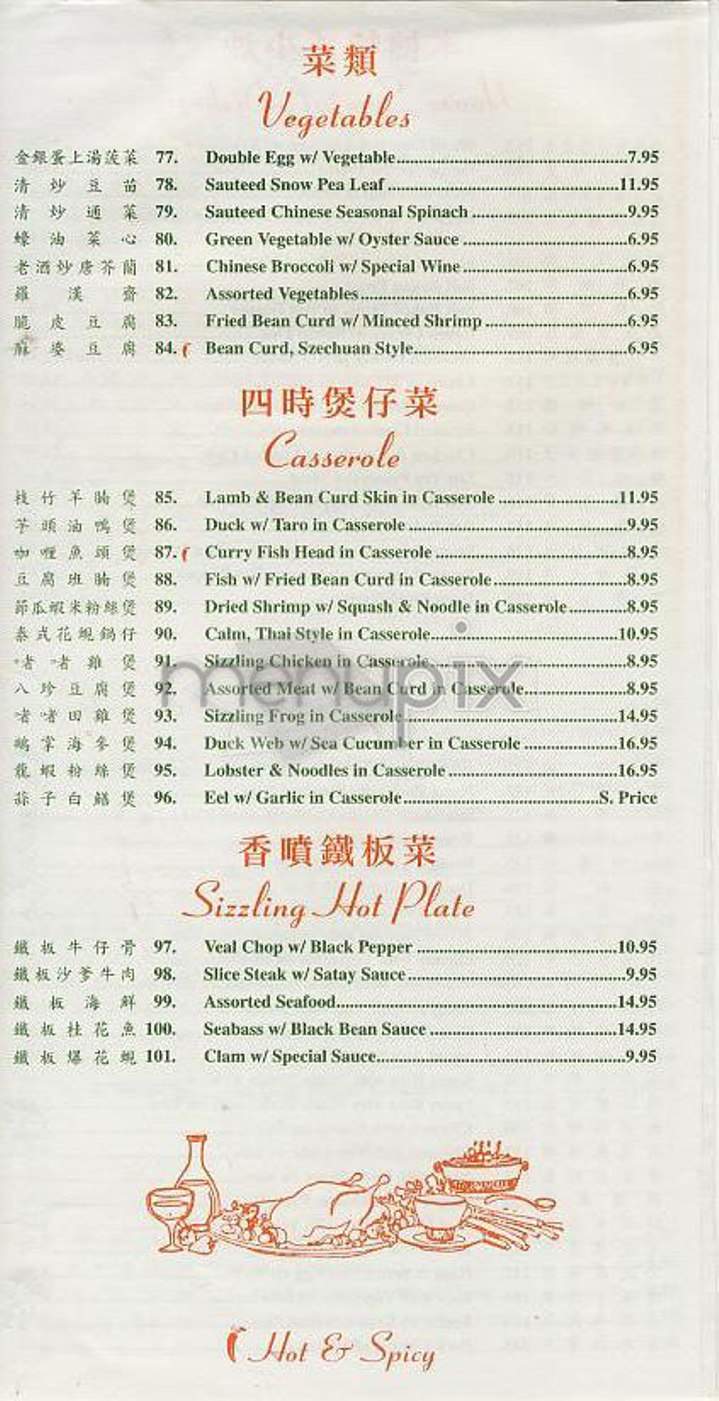 菜類
Vegetables
金銀蛋上湯菠菜 77. Double Egg w/ Vegetable 7.95
清炒豆苗 78. Sauteed Snow Pea Leaf 11.95
清炒通菜 79. Sauteed Chinese Seasonal Spinach 9.95
蠔油菜心 80. Green Vegetable w/ Oyster Sauce 6.95
老酒炒唐芥蘭 81. Chinese Broccoli w/ Special Wine 6.95
羅漢齋 82. Assorted Vegetables 6.95
脆皮豆腐 83. Fried Bean Curd w/ Minced Shrimp 6.95
麻婆豆腐 84. Bean Curd, Szechuan Style 6.95
四時煲仔菜
Casserole
枝竹羊腩煲 85. Lamb & Bean Curd Skin in Casserole 11.95
芋頭油鴨煲 86. Duck w/ Taro in Casserole 9.95
咖喱魚頭煲 87. Curry Fish Head in Casserole 8.95
豆腐班腩煲 88. Fish w/ Fried Bean Curd in Casserole 8.95
節瓜蝦米粉絲煲 89. Dried Shrimp w/ Squash & Noodle in Casserole 8.95
泰式花蜆鍋仔 90. Calm, Thai Style in Casserole 10.95
啫啫雞煲 91. Sizzling Chicken in Casserole 8.95
八珍豆腐煲 92. Assorted Meat w/ Bean Curd in Casserole 8.95
啫啫田雞煲 93. Sizzling Frog in Casserole 14.95
鵝掌海參煲 94. Duck Web w/ Sea Cucumber in Casserole 16.95
龍蝦粉絲煲 95. Lobster & Noodles in Casserole 16.95
蒜子白鱔煲 96. Eel w/ Garlic in Casserole S. Price
menupix
香噴鐵板菜
Sizzling Hot Plate
鐵板牛仔骨 97. Veal Chop w/ Black Pepper 10.95
鐵板沙爹牛肉 98. Slice Steak w/ Satay Sauce 9.95
鐵板海鮮 99. Assorted Seafood 14.95
鐵板桂花魚 100. Seabass w/ Black Bean Sauce 14.95
鐵板爆花蜆 101. Clam w/ Special Sauce 9.95
Hot & Spicy